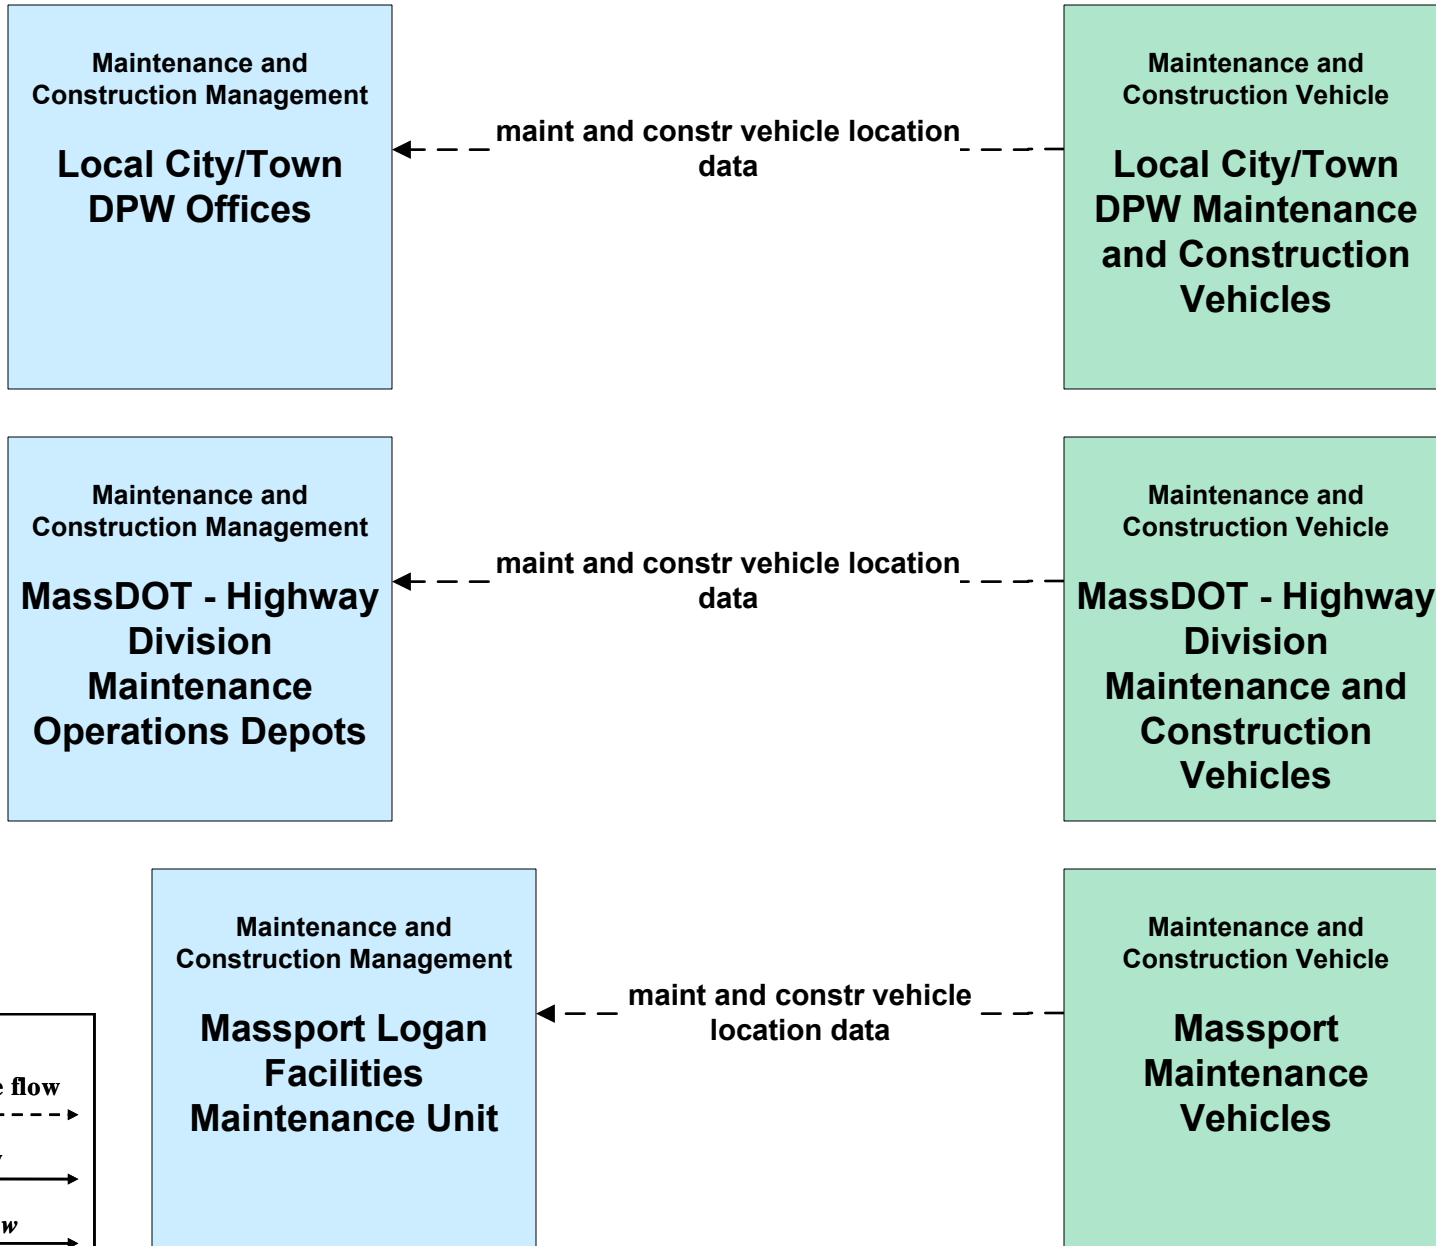 Maintenance and
Construction Management
Local City/Town
DPW Offices
maint and constr vehicle location
data
Maintenance and
Construction Vehicle
Local City/Town
DPW Maintenance
and Construction
Vehicles
Maintenance and
Construction Management
MassDOT - Highway
Division
Maintenance
Operations Depots
maint and constr vehicle location
data
Maintenance and
Construction Vehicle
MassDOT - Highway
Division
Maintenance and
Construction
Vehicles
Maintenance and
Construction Management
Massport Logan
Facilities
Maintenance Unit
maint and constr vehicle
location data
Maintenance and
Construction Vehicle
Massport
Maintenance
Vehicles
flow